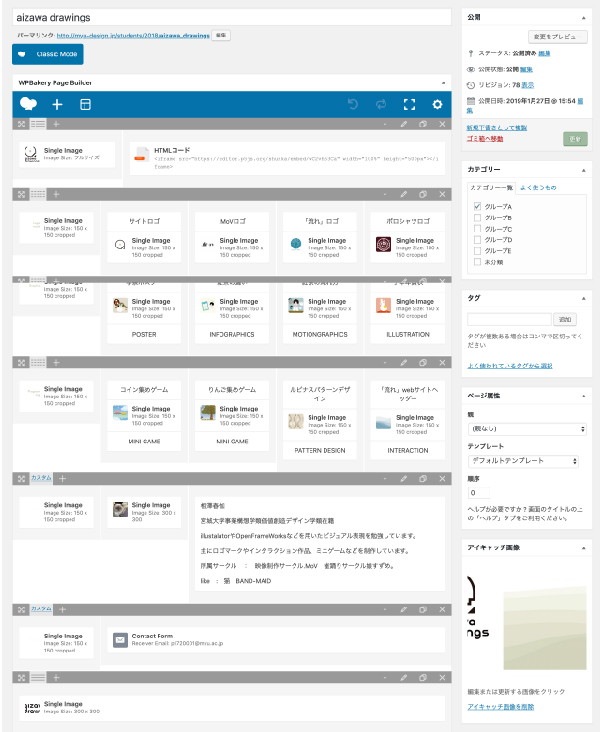 aizawa drawings
パーマリンク: http://myu-design.jp/students/2018/aizawa_drawings 編集
Classic Mode
WPBakery Page Builder
Single Image
Image Size: フルサイズ
HTMLコード
Single Image
Image Size: 150 x
150 cropped
サイトロゴ
Single Image
Image Size: 150 x
150 cropped
MoVロゴ
Single Image
Image Size: 150 x
150 cropped
「流れ」ロゴ
Single Image
Image Size: 150 x
150 cropped
ポロシャツロゴ
Single Image
Image Size: 150 x
150 cropped
Single Image
Image Size: 150 x
150 cropped
Single Image
Image Size: 150 x
150 cropped
POSTER
Single Image
Image Size: 150 x
150 cropped
INFOGRAPHICS
Single Image
Image Size: 150 x
150 cropped
MOTIONGRAPHICS
Single Image
Image Size: 150 x
150 cropped
ILLUSTRATION
Single Image
Image Size: 150 x
150 cropped
コイン集めゲーム
Single Image
Image Size: 150 x
150 cropped
MINI GAME
りんご集めゲーム
Single Image
Image Size: 150 x
150 cropped
MINI GAME
ルピナスパターンデザ
イン
Single Image
Image Size: 150 x
150 cropped
PATTERN DESIGN
「流れ」webサイトヘ
ッダー
Single Image
Image Size: 150 x
150 cropped
INTERACTION
カスタム
Single Image
Image Size: 150 x
150 cropped
Single Image
Image Size: 300 x
300
相澤春仙
宮城大学事業構想学類価値創造デザイン学類在籍
illustalatorやOpenFrameWorksなどを用いたビジュアル表現を勉強しています。
主にロゴマークやインタラクション作品、ミニゲームなどを制作しています。
所属サークル ： 映像制作サークル.MoV 雀踊りサークル雀すずめ。
like ： 猫 BAND-MAID
カスタム
Single Image
Image Size: 150 x
150 cropped
Contact Form
Single Image
Image Size: 300 x 300
公開
変更をプレビュー
ステータス: 公開済み 編集
公開状態: 公開 編集
リビジョン: 78 表示
公開日時: 2019年1月27日 @ 15:54 編
集
新規下書きとして複製
ゴミ箱へ移動
更新
カテゴリー
カテゴリー一覧 よく使うもの
グループA
グループB
グループC
グループD
グループE
未分類
タグ
追加
タグが複数ある場合はコンマで区切ってく
ださい
よく使われているタグから選択
ページ属性
親
(親なし)
テンプレート
デフォルトテンプレート
順序
0
ヘルプが必要ですか ? 画面のタイトルの上
の「ヘルプ」タブをご利用ください。
アイキャッチ画像
編集または更新する画像をクリック
アイキャッチ画像を削除